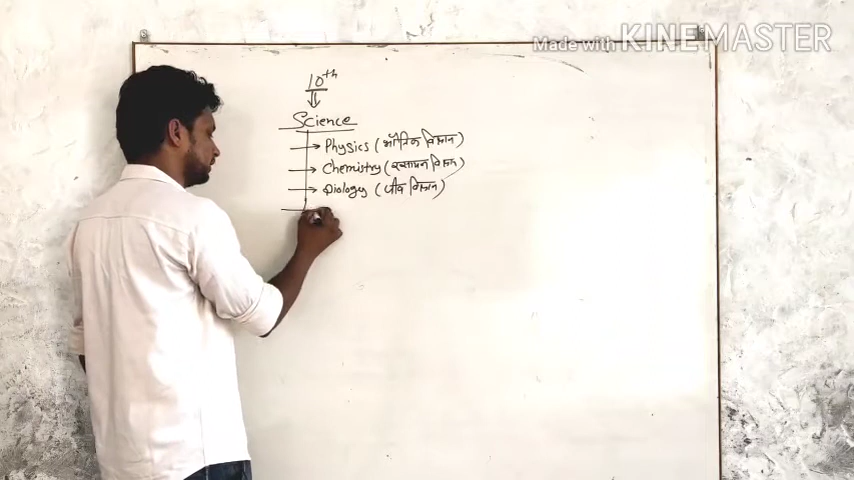 Made with KINEMASTER
10th
Science
Physics (भौतिक विज्ञान)
Chemistry (रसायन विज्ञान)
Biology (जीव विज्ञान)